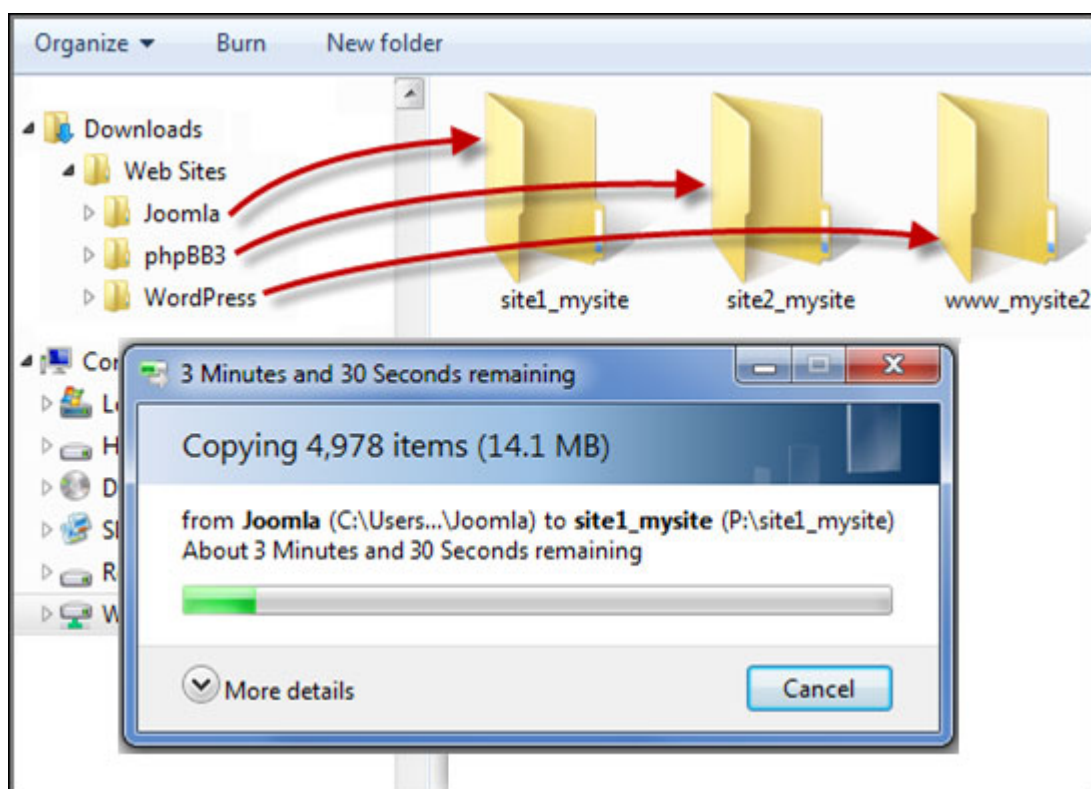 Organize Burn New folder
Downloads
Web Sites
Joomla
phpBB3
WordPress
site1_mysite site2_mysite www_mysite2
3 Minutes and 30 Seconds remaining
Copying 4,978 items (14.1 MB)
from Joomla (C:\Users...\Joomla) to site1_mysite (P:\site1_mysite)
About 3 Minutes and 30 Seconds remaining
More details Cancel